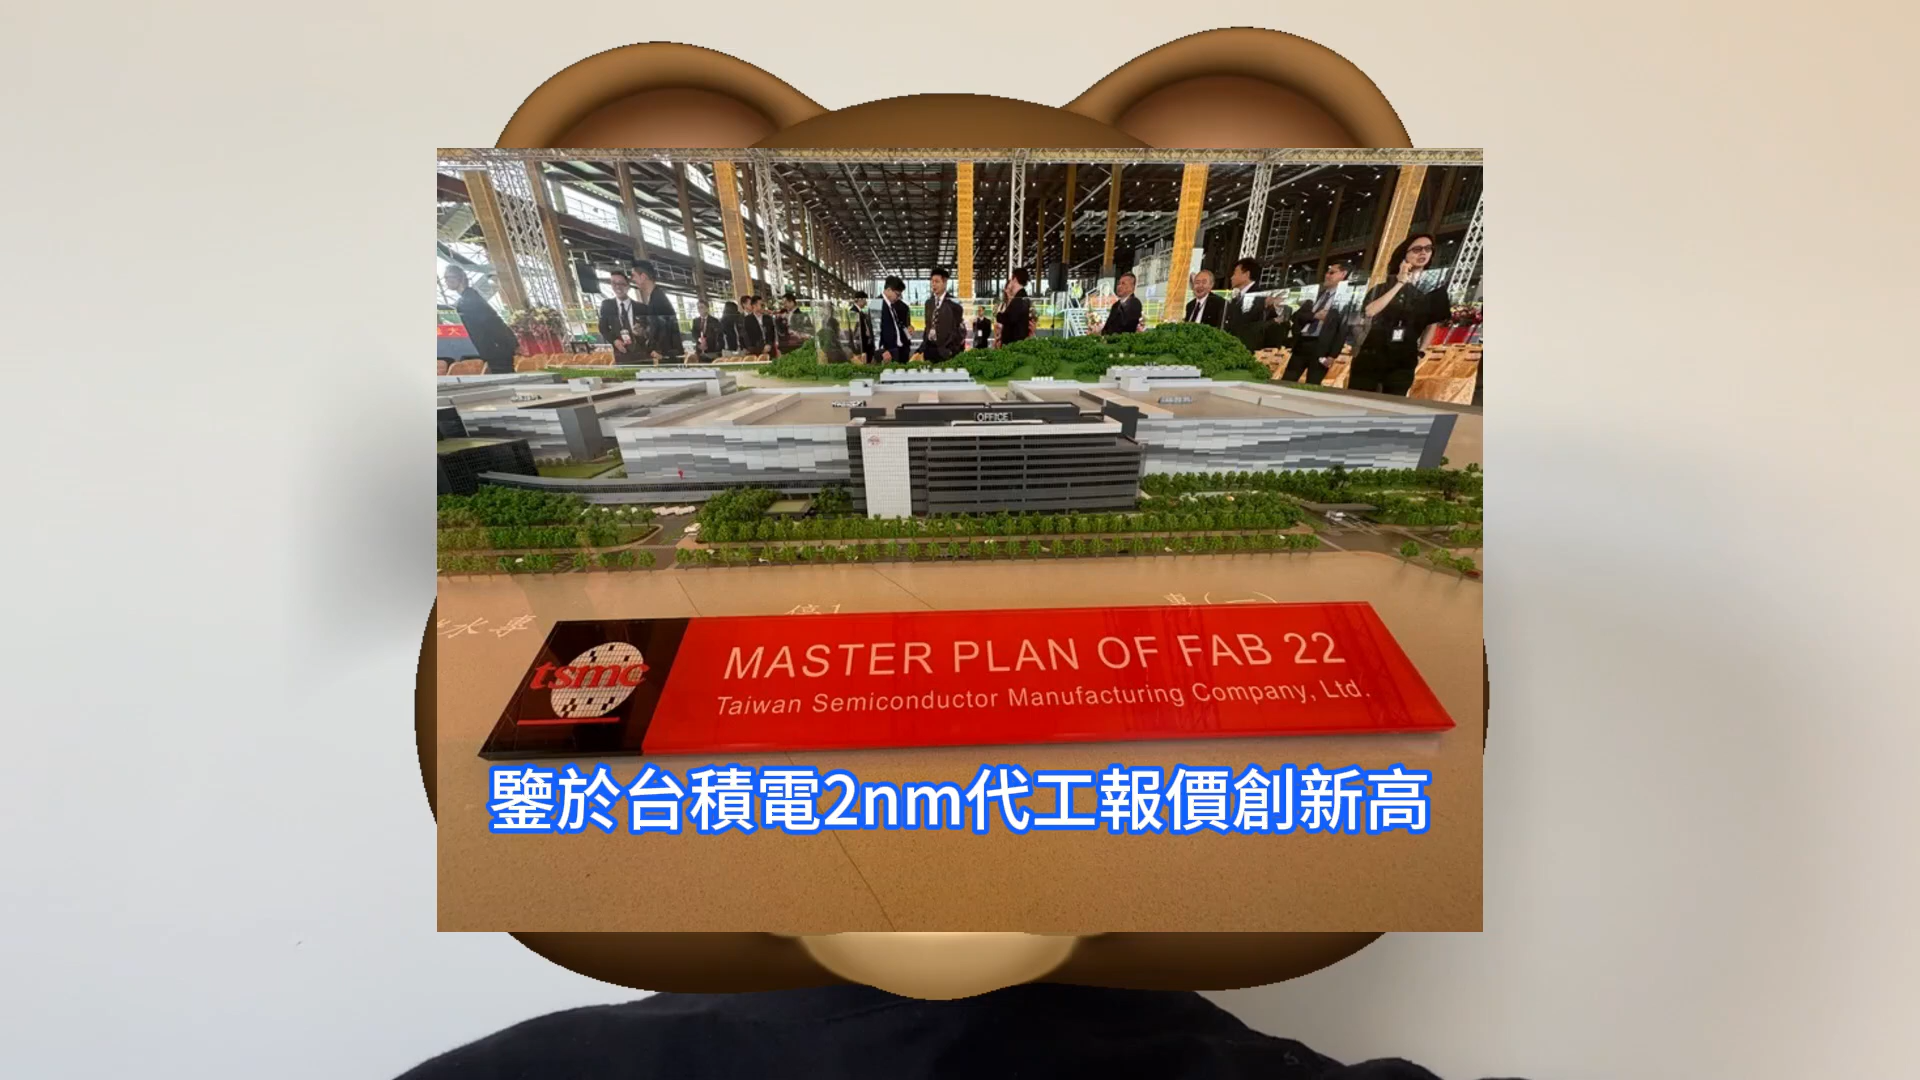 OFFICE
tsmc
MASTER PLAN OF FAB 22
Taiwan Semiconductor Manufacturing Company, Ltd.
鑒於台積電2nm代工報價創新高